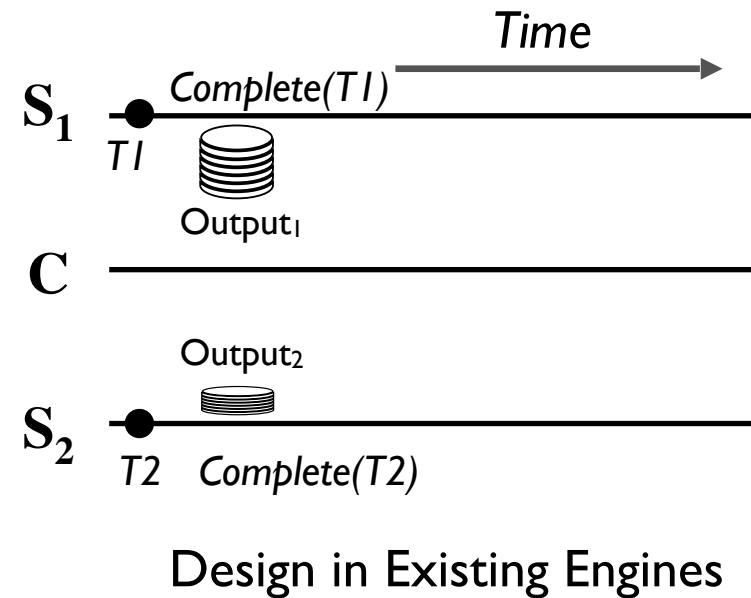 Time
Complete(T1)
S1
T1
Output1
C
Output2
S2
T2 Complete(T2)
Design in Existing Engines